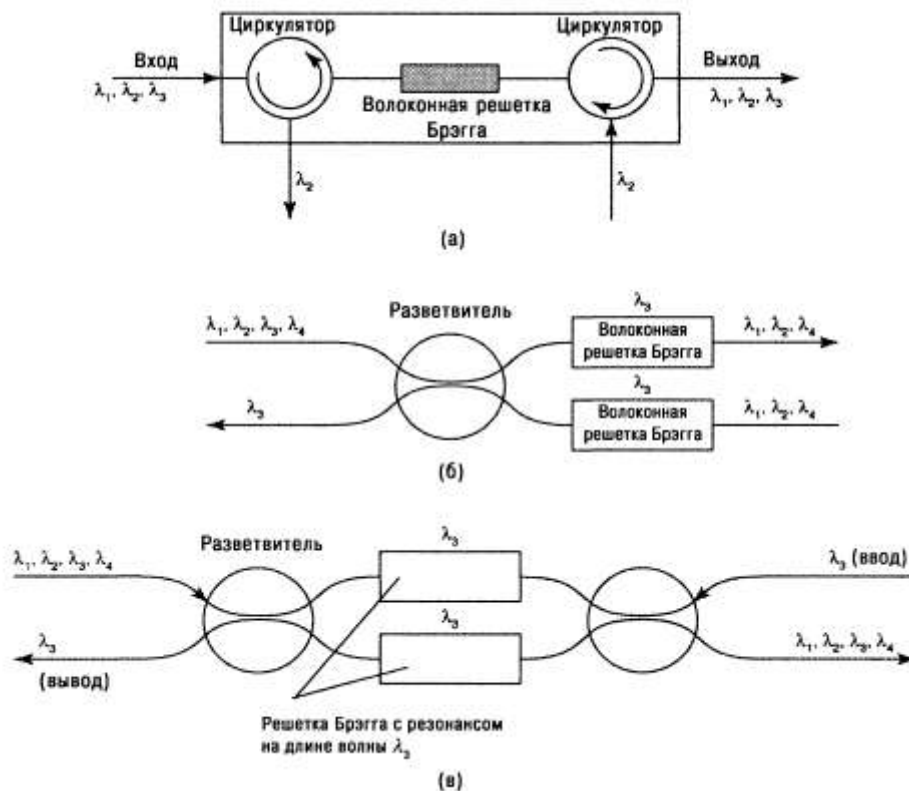 Циркулятор Циркулятор
Вход Выход
λ₁, λ₂, λ₃ λ₁, λ₂, λ₃
Волоконная решетка
Брэгга
λ₂ λ₂
(а)
Разветвитель λ₃
λ₁, λ₂, λ₃, λ₄ Волоконная λ₁, λ₂, λ₄
решетка Брэгга
λ₃
λ₃ Волоконная λ₁, λ₂, λ₄
решетка Брэгга
(б)
λ₃
Разветвитель
λ₁, λ₂, λ₃, λ₄ λ₃ (ввод)
λ₃
λ₃ λ₁, λ₂, λ₃, λ₄
(вывод)
Решетка Брэгга с резонансом
на длине волны λ₃
(в)